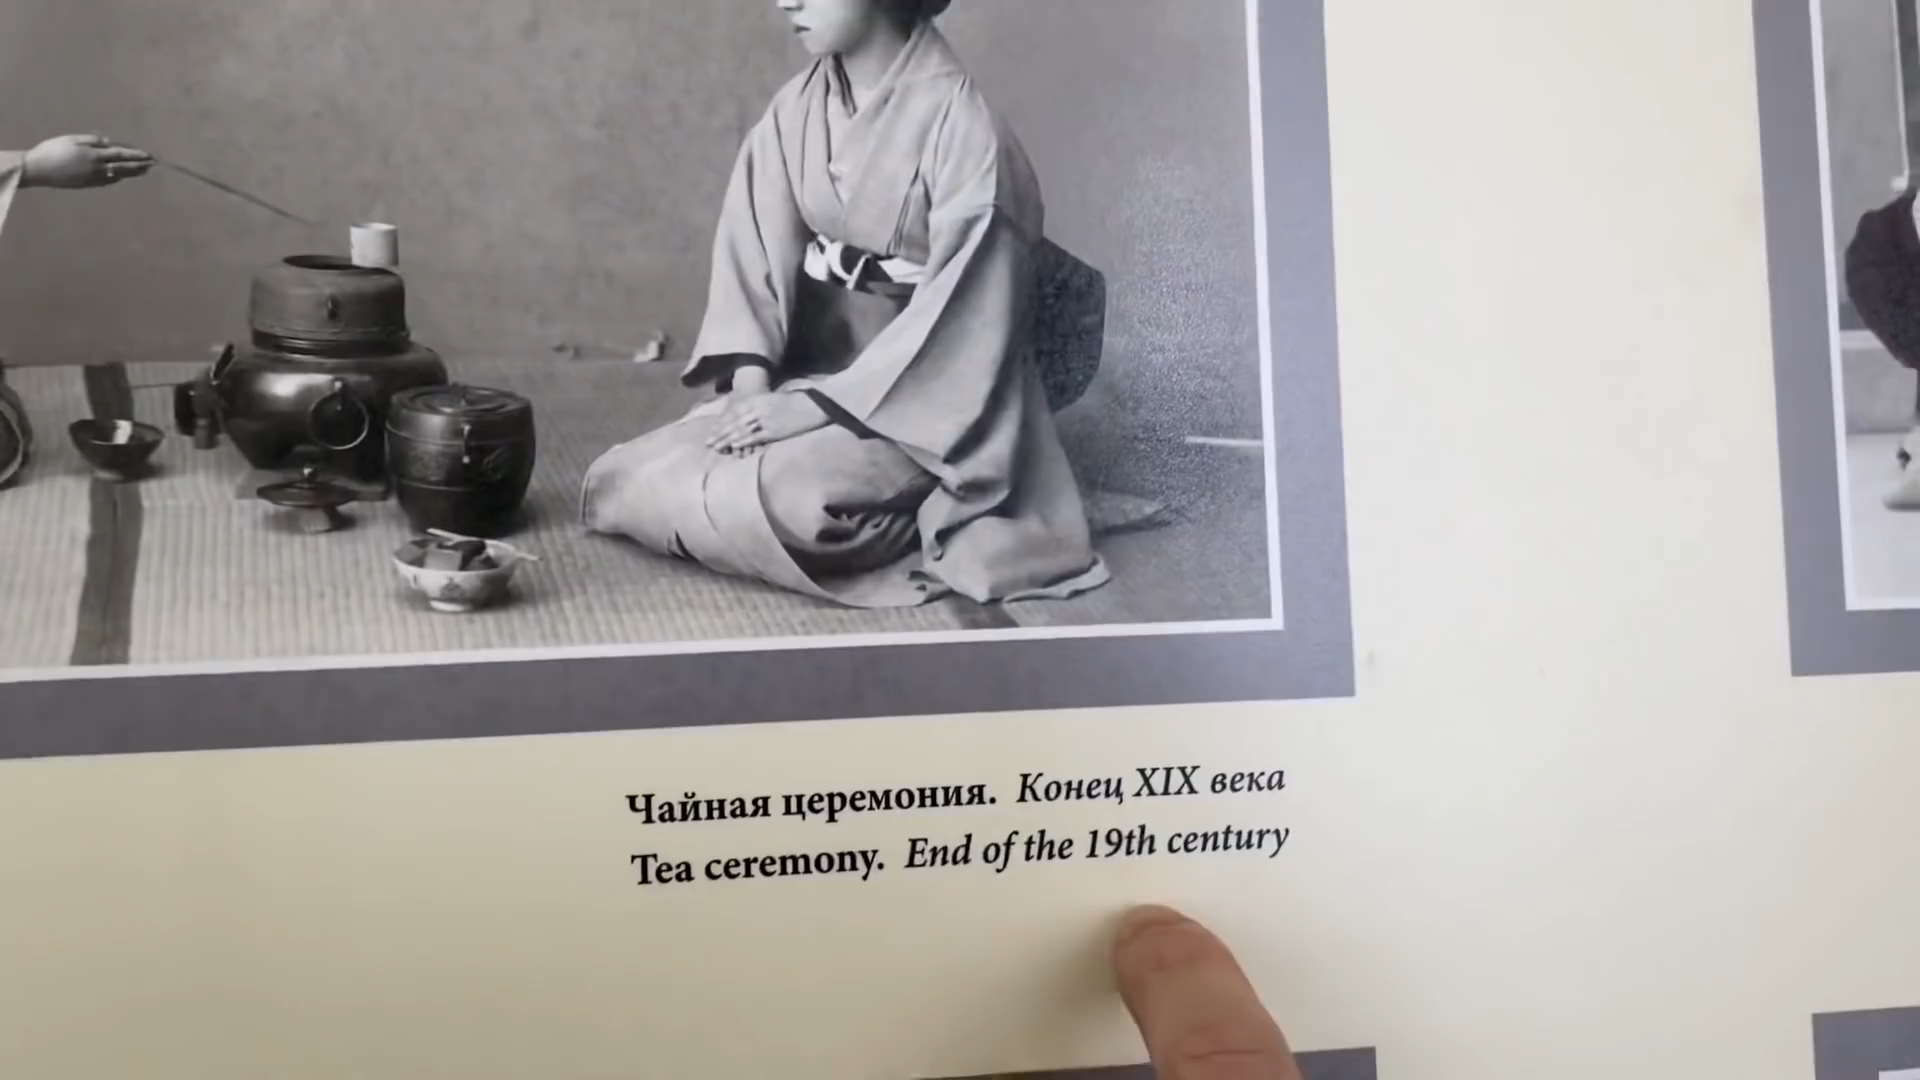 Чайная церемония. Конец XIX века
Tea ceremony. End of the 19th century